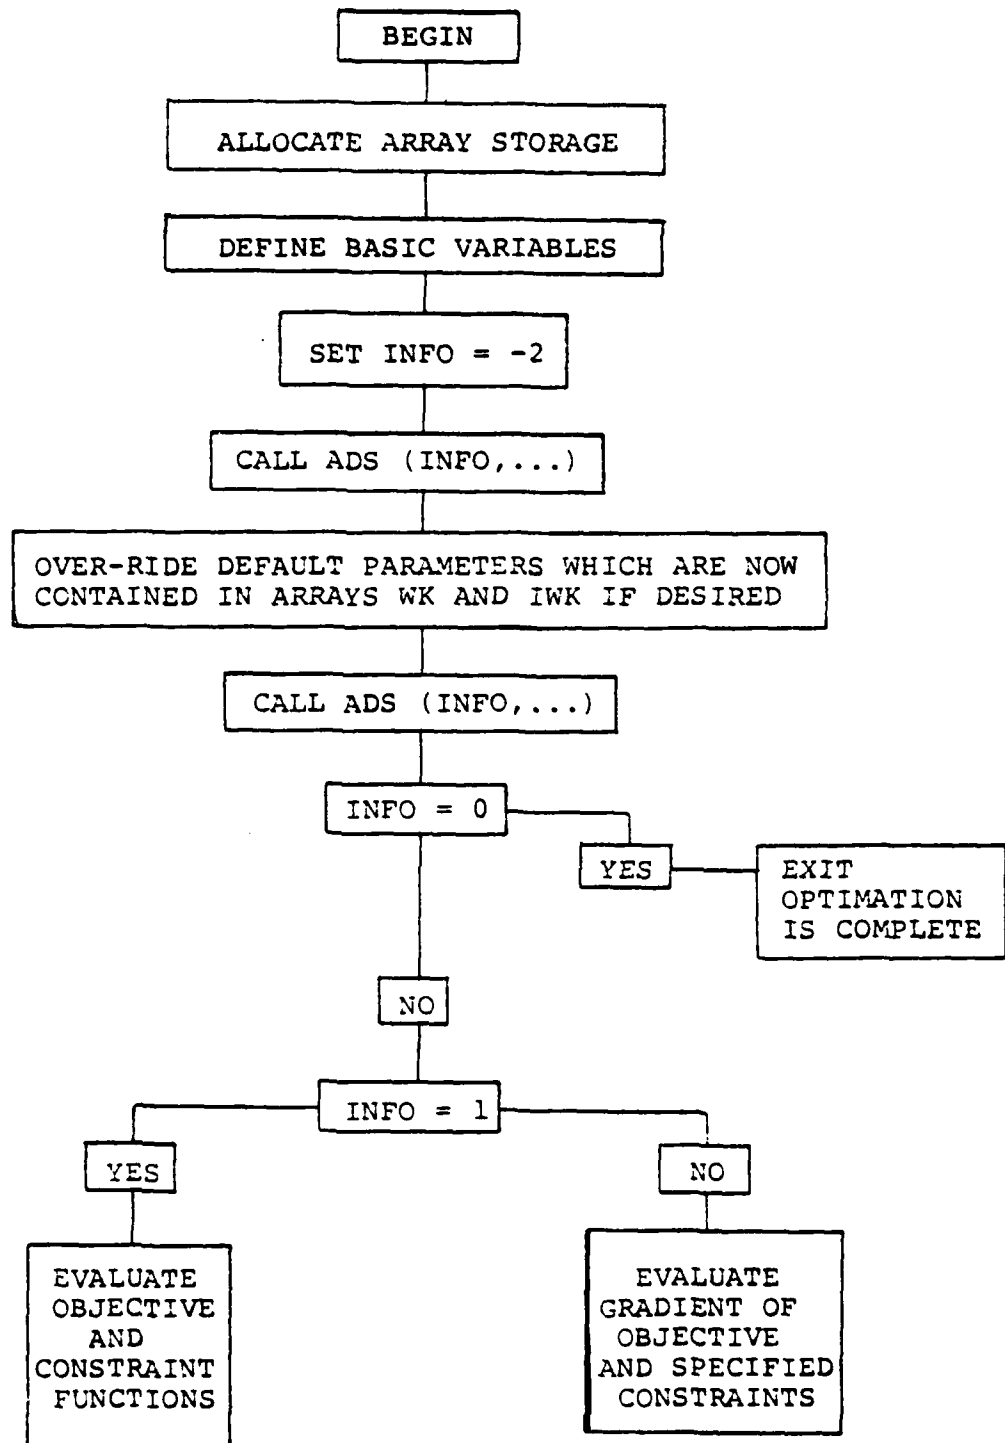 BEGIN
ALLOCATE ARRAY STORAGE
DEFINE BASIC VARIABLES
SET INFO = -2
CALL ADS (INFO,...)
OVER-RIDE DEFAULT PARAMETERS WHICH ARE NOW
CONTAINED IN ARRAYS WK AND IWK IF DESIRED
CALL ADS (INFO,...)
INFO = 0
YES
EXIT
OPTIMATION
IS COMPLETE
NO
INFO = 1
YES
NO
EVALUATE
OBJECTIVE
AND
CONSTRAINT
FUNCTIONS
EVALUATE
GRADIENT OF
OBJECTIVE
AND SPECIFIED
CONSTRAINTS